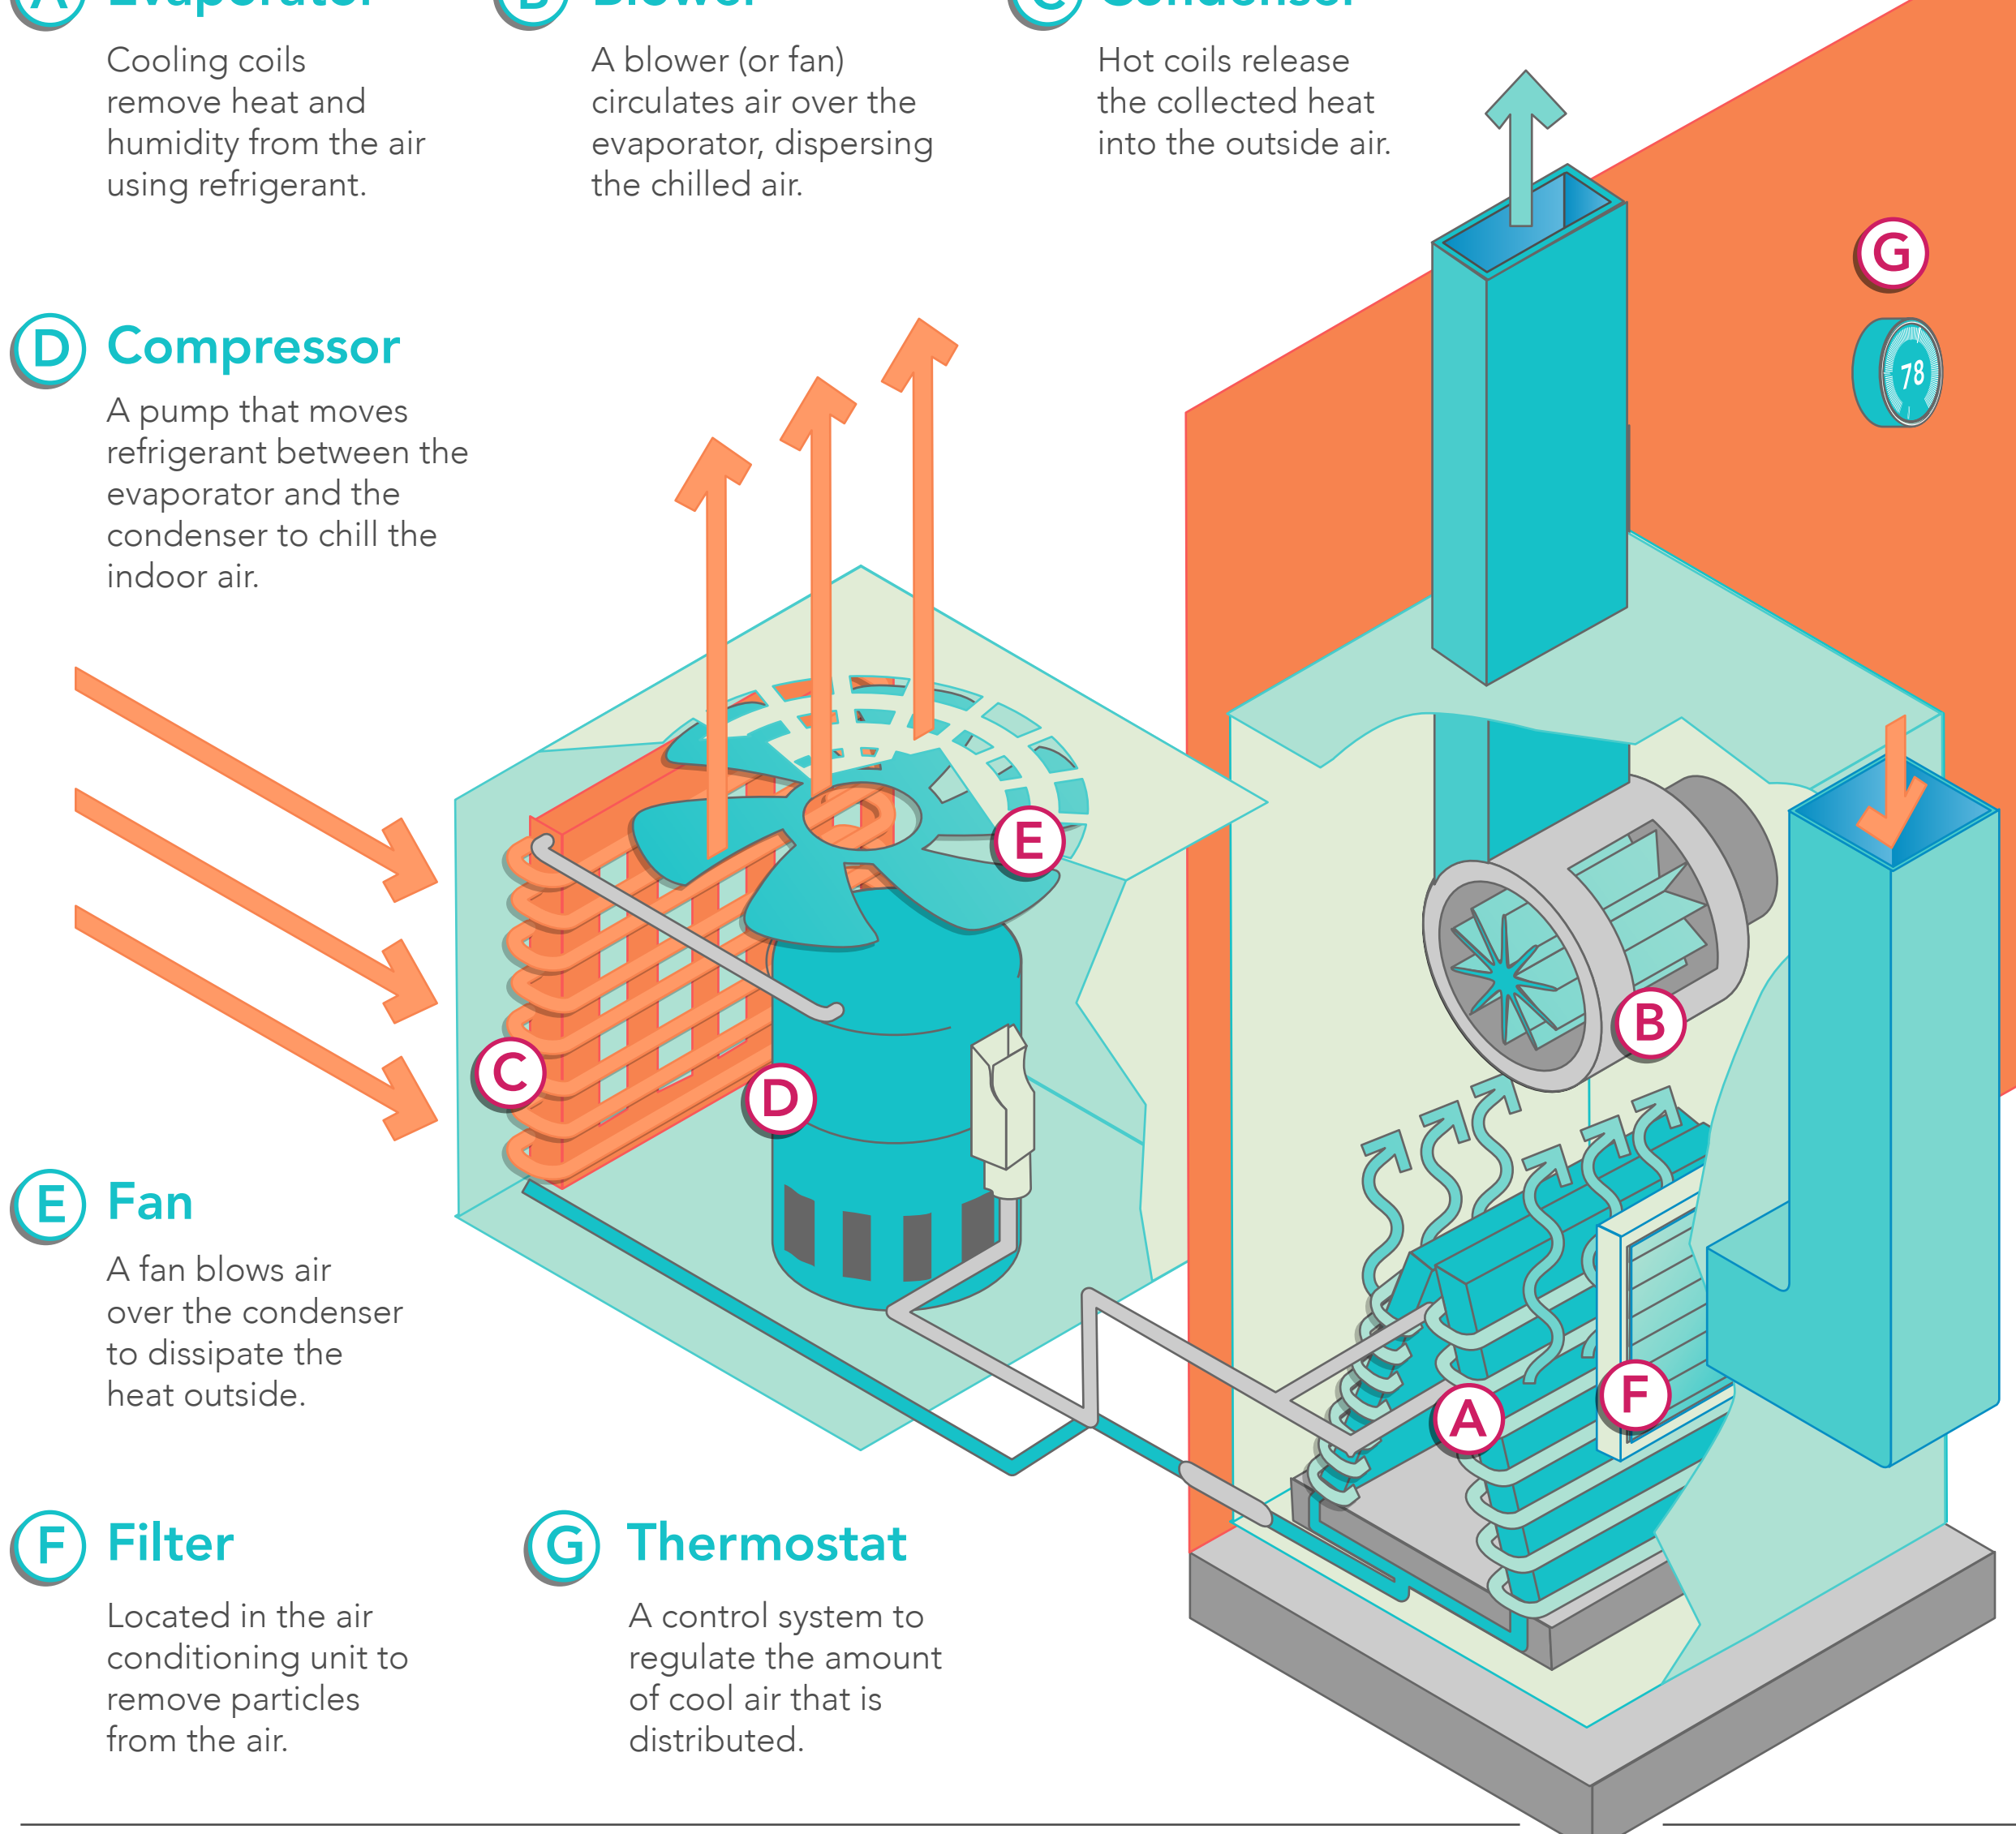 A Evaporator
Cooling coils
remove heat and
humidity from the air
using refrigerant.
B Blower
A blower (or fan)
circulates air over the
evaporator, dispersing
the chilled air.
C Condenser
Hot coils release
the collected heat
into the outside air.
D Compressor
A pump that moves
refrigerant between the
evaporator and the
condenser to chill the
indoor air.
E Fan
A fan blows air
over the condenser
to dissipate the
heat outside.
F Filter
Located in the air
conditioning unit to
remove particles
from the air.
G Thermostat
A control system to
regulate the amount
of cool air that is
distributed.
G
78
E
B
C
D
F
A